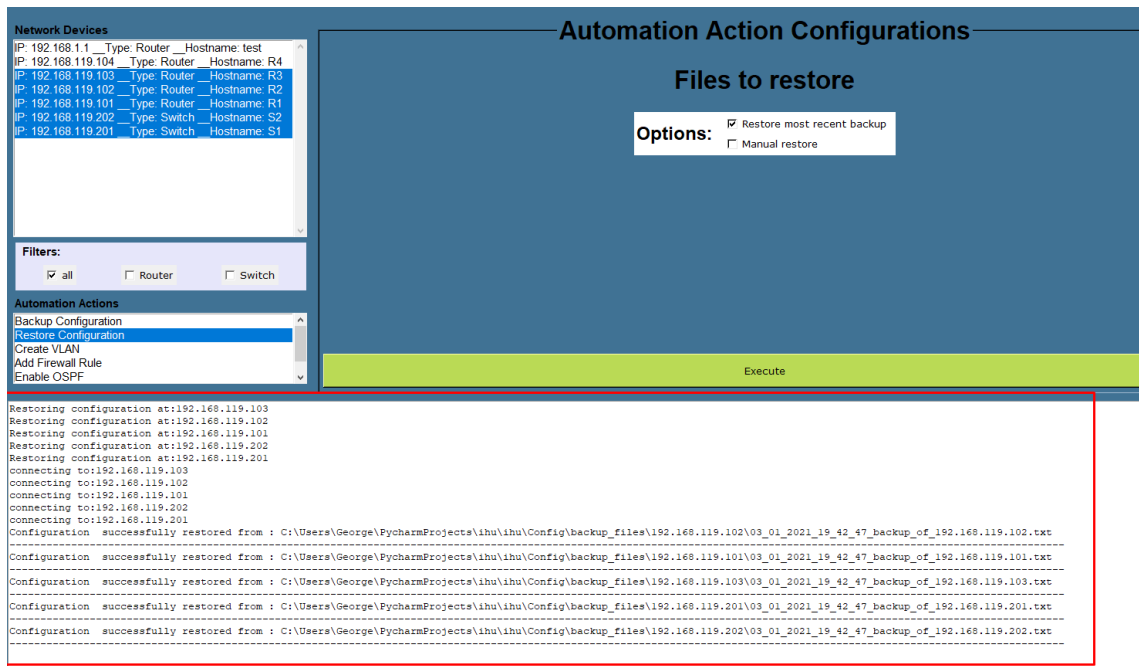 Network Devices
IP: 192.168.1.1 __Type: Router __Hostname: test
IP: 192.168.119.104 __Type: Router __Hostname: R4
IP: 192.168.119.103 __Type: Router __Hostname: R3
IP: 192.168.119.102 __Type: Router __Hostname: R2
IP: 192.168.119.101 __Type: Router __Hostname: R1
IP: 192.168.119.202 __Type: Switch __Hostname: S2
IP: 192.168.119.201 __Type: Switch __Hostname: S1
Filters:
all Router Switch
Automation Actions
Backup Configuration
Restore Configuration
Create VLAN
Add Firewall Rule
Enable OSPF
Automation Action Configurations
Files to restore
Options:
Restore most recent backup
Manual restore
Execute
Restoring configuration at:192.168.119.103
Restoring configuration at:192.168.119.102
Restoring configuration at:192.168.119.101
Restoring configuration at:192.168.119.202
Restoring configuration at:192.168.119.201
connecting to:192.168.119.103
connecting to:192.168.119.102
connecting to:192.168.119.101
connecting to:192.168.119.202
connecting to:192.168.119.201
Configuration  successfully restored from : C:\Users\George\PycharmProjects\ihu\ihu\Config\backup_files\192.168.119.102\03_01_2021_19_42_47_backup_of_192.168.119.102.txt
Configuration  successfully restored from : C:\Users\George\PycharmProjects\ihu\ihu\Config\backup_files\192.168.119.101\03_01_2021_19_42_47_backup_of_192.168.119.101.txt
Configuration  successfully restored from : C:\Users\George\PycharmProjects\ihu\ihu\Config\backup_files\192.168.119.103\03_01_2021_19_42_47_backup_of_192.168.119.103.txt
Configuration  successfully restored from : C:\Users\George\PycharmProjects\ihu\ihu\Config\backup_files\192.168.119.201\03_01_2021_19_42_47_backup_of_192.168.119.201.txt
Configuration  successfully restored from : C:\Users\George\PycharmProjects\ihu\ihu\Config\backup_files\192.168.119.202\03_01_2021_19_42_47_backup_of_192.168.119.202.txt